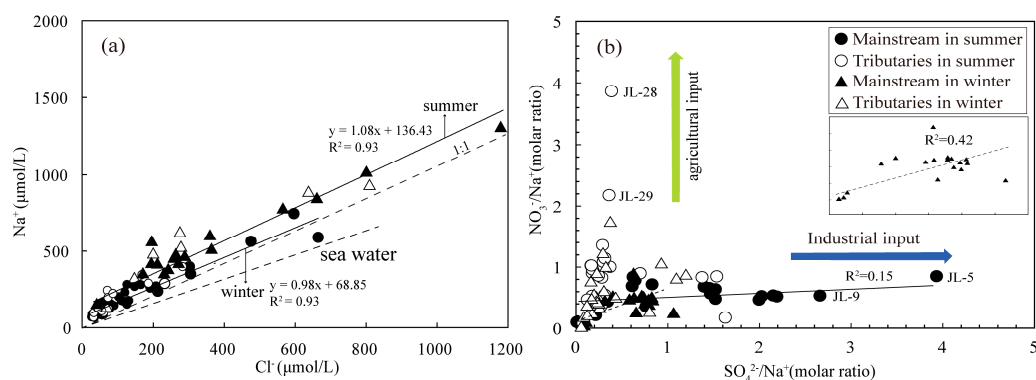 (a)
2000
1500
1000
500
0
Na⁺ (μmol/L)
summer
y = 1.08x + 136.43
R² = 0.93
1:1
sea water
winter
y = 0.98x + 68.85
R² = 0.93
0 200 400 600 800 1000 1200
Cl⁻(μmol/L)
(b)
5
4
3
2
1
0
NO₃⁻/Na⁺(molar ratio)
JL-28
JL-29
agricultural input
Mainstream in summer
Tributaries in summer
Mainstream in winter
Tributaries in winter
R²=0.42
Industrial input
R²=0.15
JL-5
JL-9
0 1 2 3 4 5
SO₄²⁻/Na⁺(molar ratio)